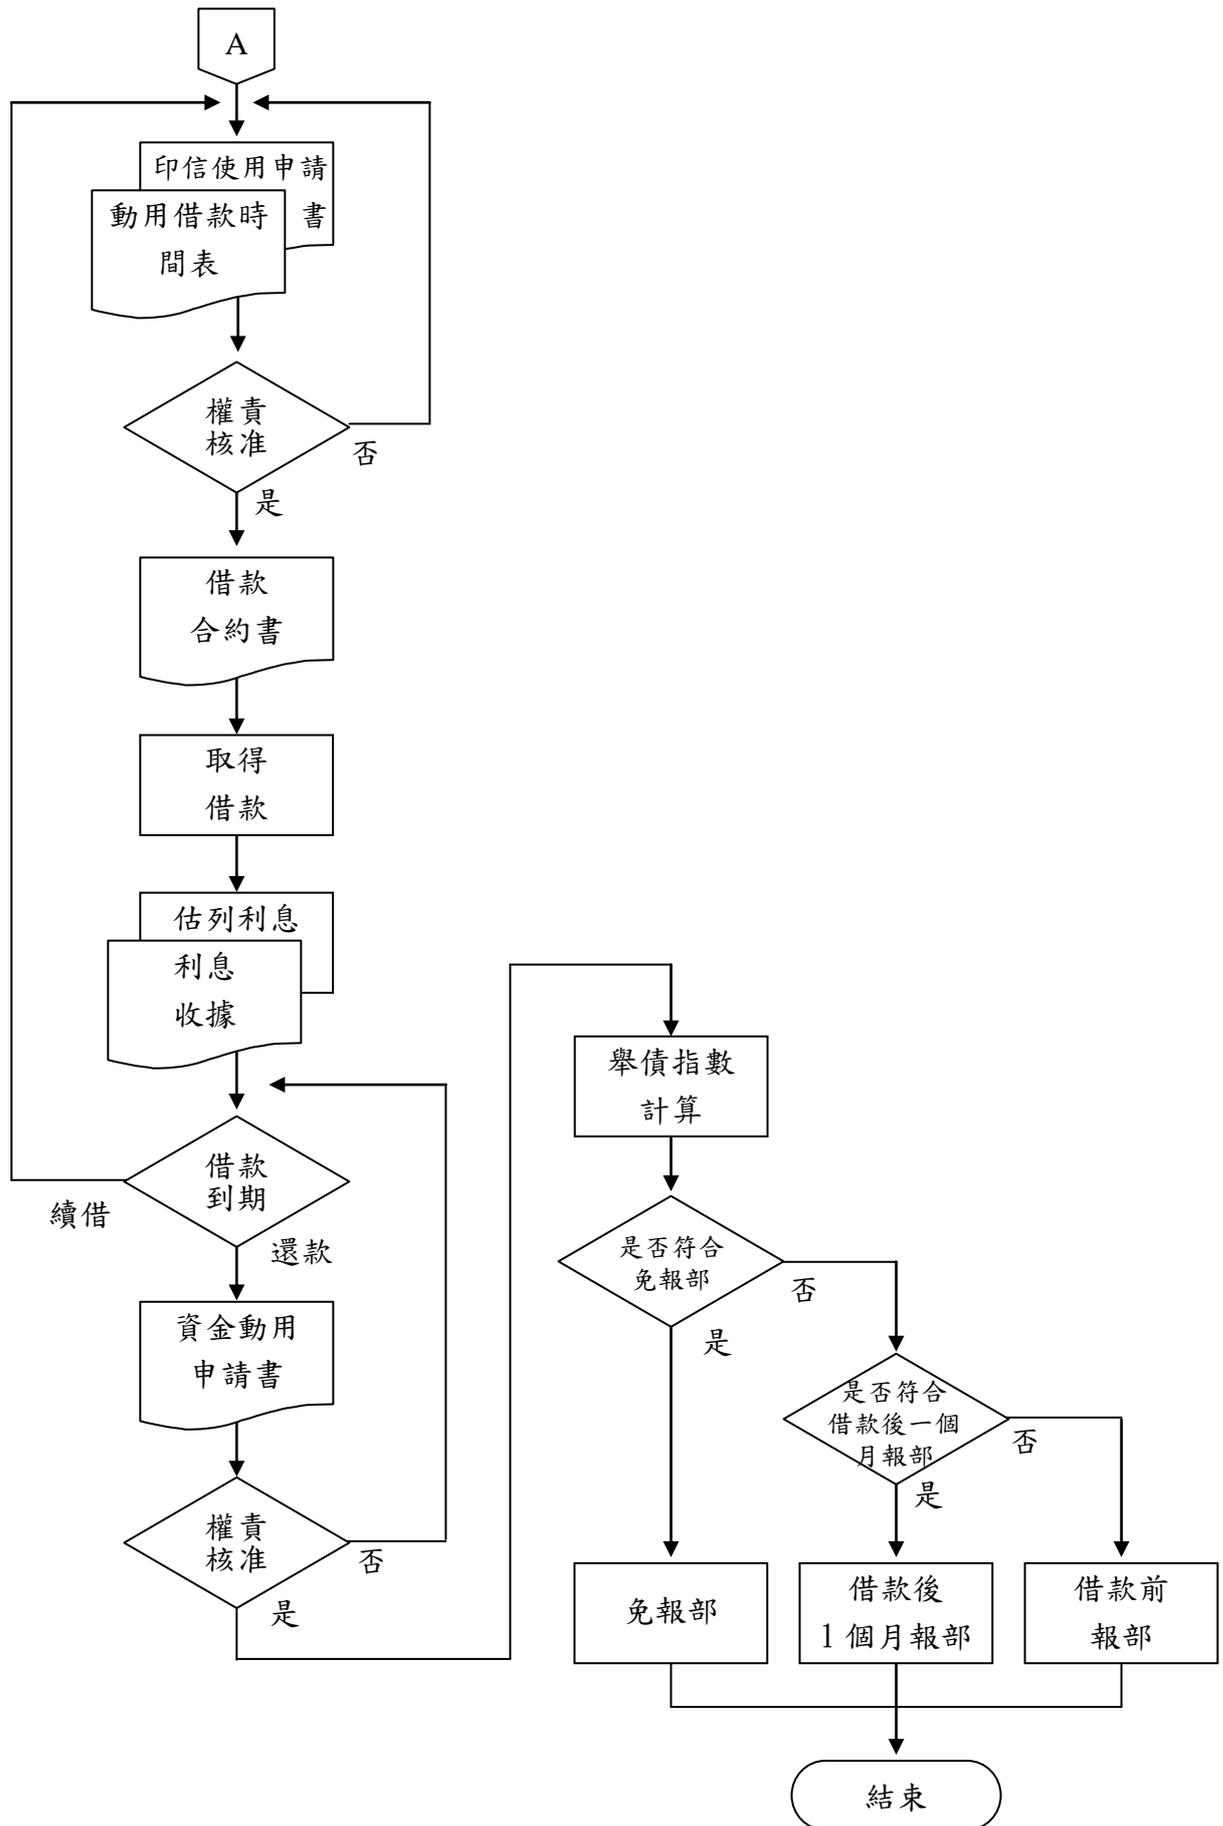 A
印信使用申請
書
動用借款時
間表
權責
核准
否
是
借款
合約書
取得
借款
估列利息
利息
收據
借款
到期
續借
還款
資金動用
申請書
權責
核准
否
是
舉債指數
計算
是否符合
免報部
否
是
是否符合
借款後一個
月報部
否
是
免報部
借款後
1 個月報部
借款前
報部
結束